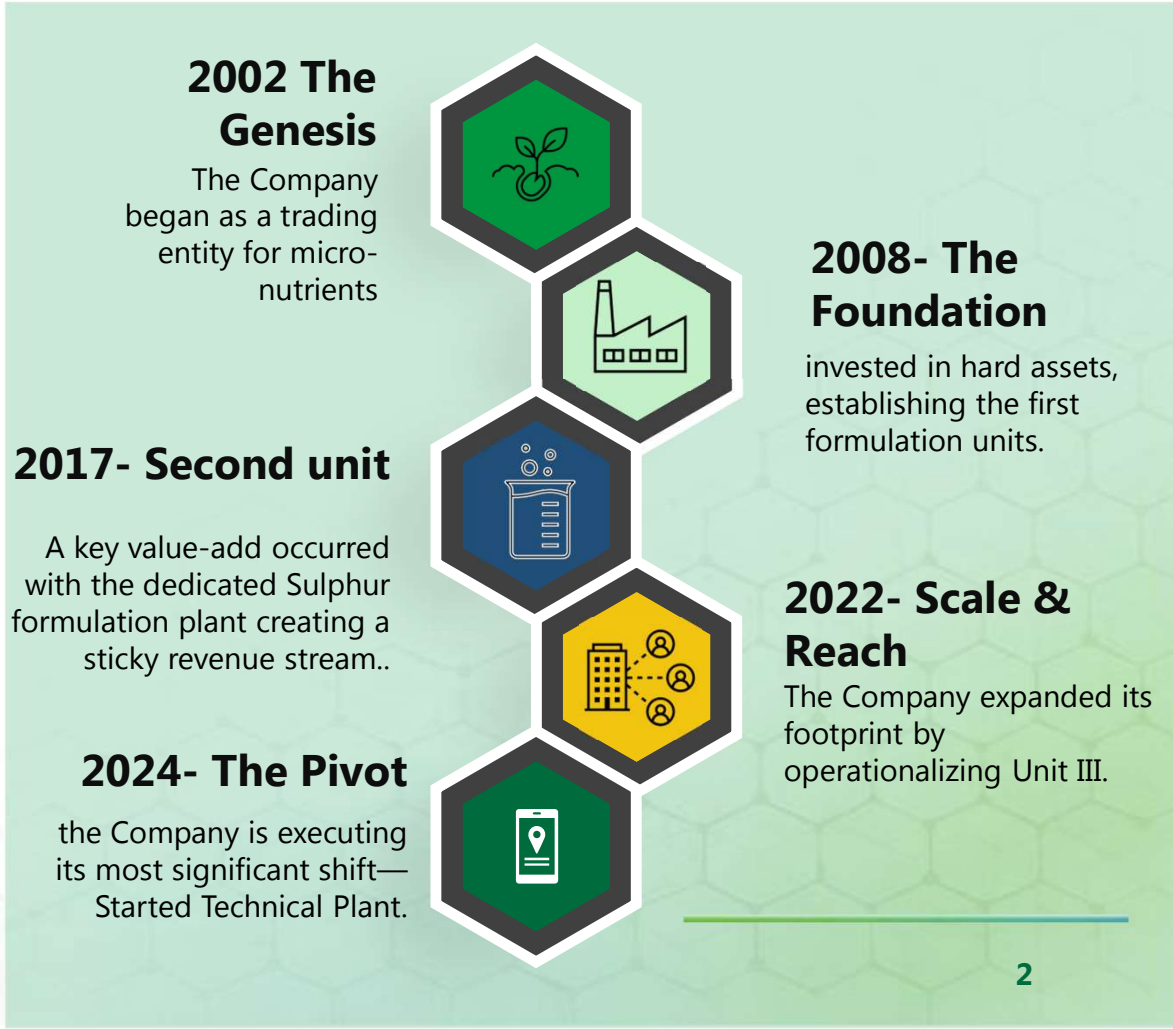 2002 The
Genesis
The Company
began as a trading
entity for micro-
nutrients
2008- The
Foundation
invested in hard assets,
establishing the first
formulation units.
2017- Second unit
A key value-add occurred
with the dedicated Sulphur
formulation plant creating a
sticky revenue stream..
2022- Scale &
Reach
The Company expanded its
footprint by
operationalizing Unit III.
2024- The Pivot
the Company is executing
its most significant shift—
Started Technical Plant.
2